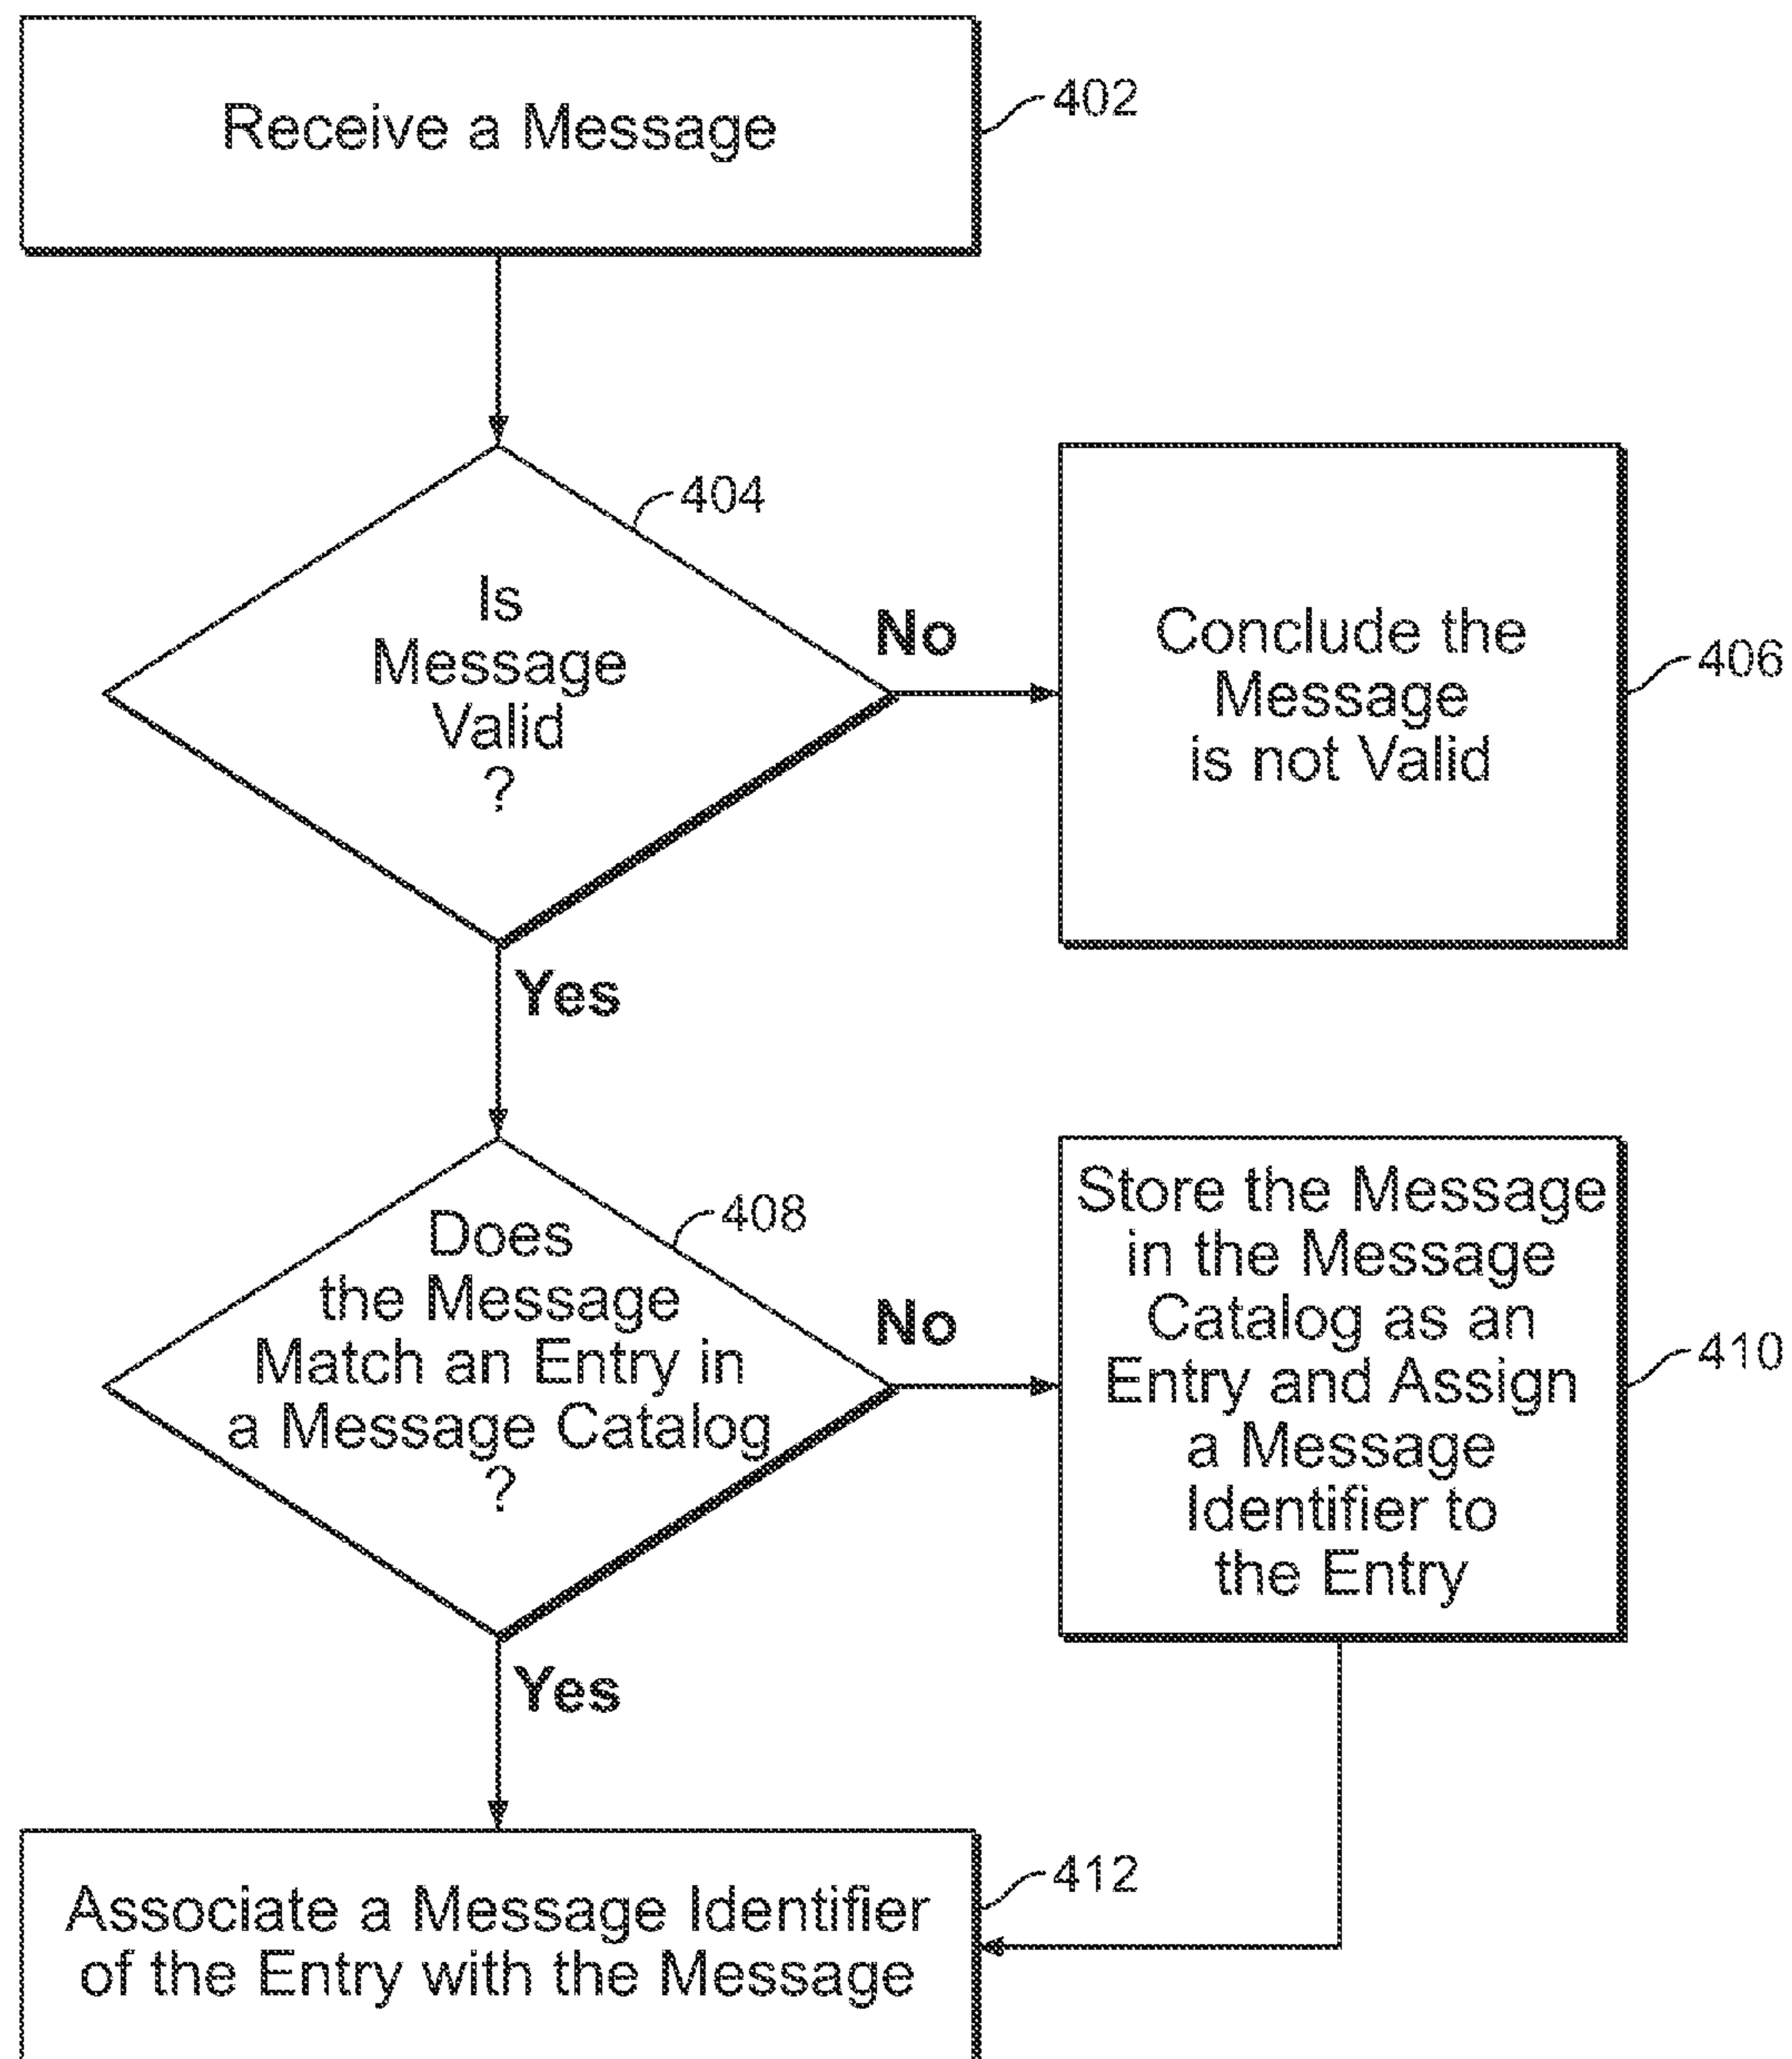 Receive a Message
402
404
Is
Message
Valid
?
No
Conclude the
Message
is not Valid
406
Yes
408
Does
the Message
Match an Entry in
a Message Catalog
?
No
Store the Message
in the Message
Catalog as an
Entry and Assign
a Message
Identifier to
the Entry
410
Yes
412
Associate a Message Identifier
of the Entry with the Message